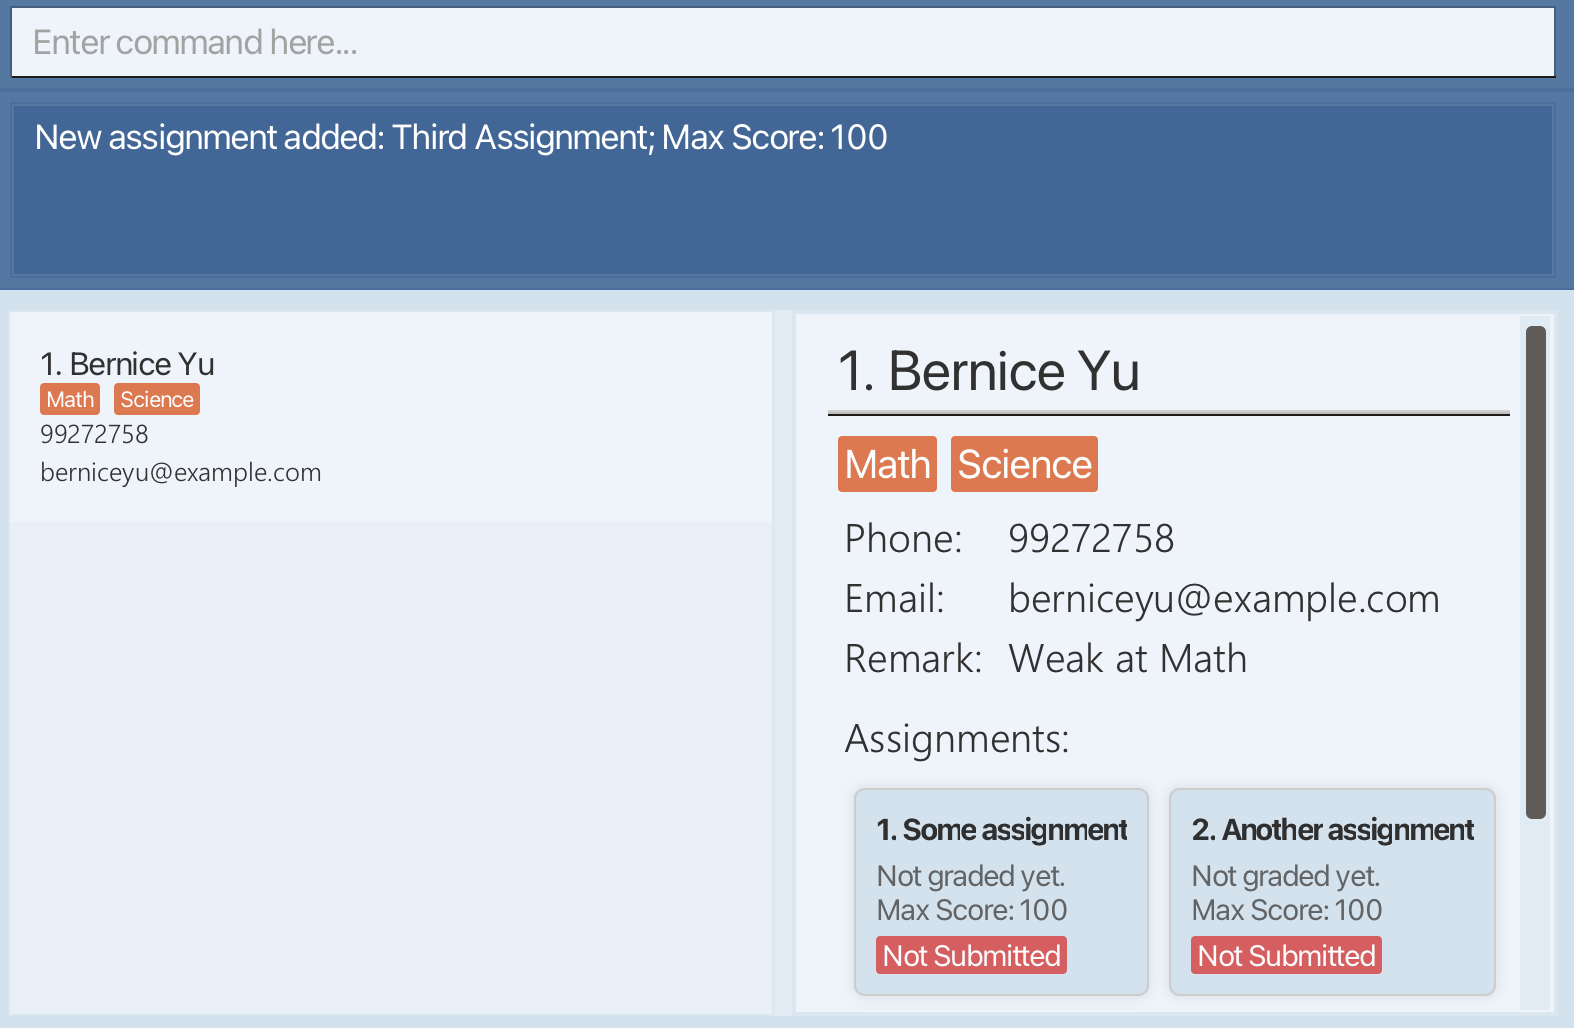 Enter command here...
New assignment added: Third Assignment; Max Score: 100
1. Bernice Yu
Math Science
99272758
berniceyu@example.com
1. Bernice Yu
Math Science
Phone: 99272758
Email: berniceyu@example.com
Remark: Weak at Math
Assignments:
1. Some assignment
Not graded yet.
Max Score: 100
Not Submitted
2. Another assignment
Not graded yet.
Max Score: 100
Not Submitted